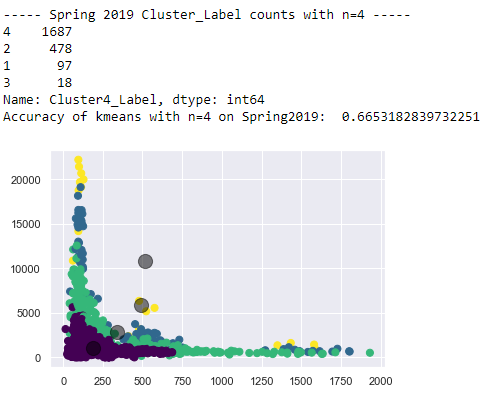 ----- Spring 2019 Cluster_Label counts with n=4 -----
4    1687
2     478
1      97
3      18
Name: Cluster4_Label, dtype: int64
Accuracy of kmeans with n=4 on Spring2019:  0.6653182839732251
20000
15000
10000
5000
0
0 250 500 750 1000 1250 1500 1750 2000